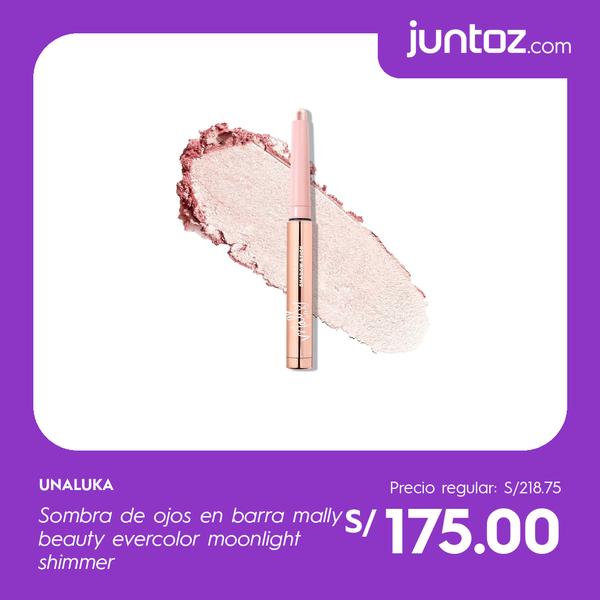 juntoz.com
UNALUKA
Sombra de ojos en barra mally
beauty evercolor moonlight
shimmer
Precio regular: S/218.75
S/175.00